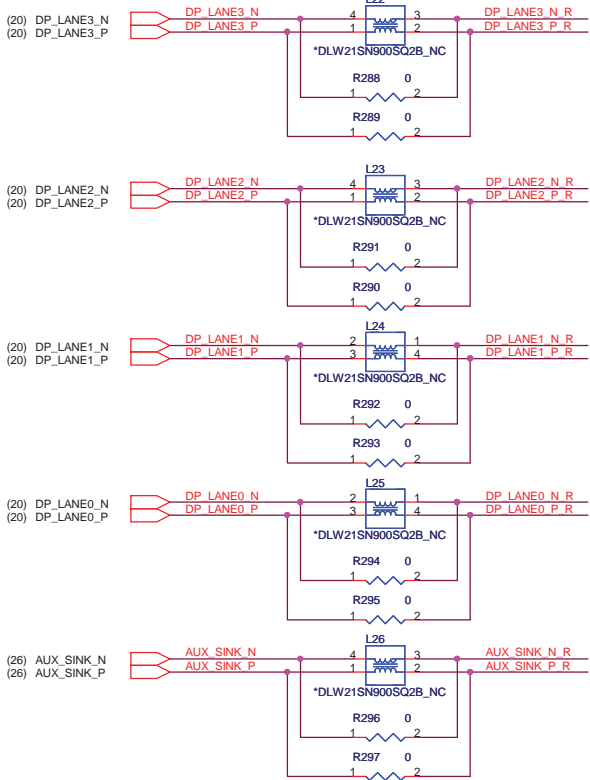 L22
(20) DP_LANE3_N DP_LANE3_N 4 3 DP_LANE3_N_R
(20) DP_LANE3_P DP_LANE3_P 1 2 DP_LANE3_P_R
*DLW21SN900SQ2B_NC
R288 0
1 2
R289 0
1 2
L23
(20) DP_LANE2_N DP_LANE2_N 4 3 DP_LANE2_N_R
(20) DP_LANE2_P DP_LANE2_P 1 2 DP_LANE2_P_R
*DLW21SN900SQ2B_NC
R291 0
1 2
R290 0
1 2
L24
(20) DP_LANE1_N DP_LANE1_N 2 1 DP_LANE1_N_R
(20) DP_LANE1_P DP_LANE1_P 3 4 DP_LANE1_P_R
*DLW21SN900SQ2B_NC
R292 0
1 2
R293 0
1 2
L25
(20) DP_LANE0_N DP_LANE0_N 2 1 DP_LANE0_N_R
(20) DP_LANE0_P DP_LANE0_P 3 4 DP_LANE0_P_R
*DLW21SN900SQ2B_NC
R294 0
1 2
R295 0
1 2
L26
(26) AUX_SINK_N AUX_SINK_N 4 3 AUX_SINK_N_R
(26) AUX_SINK_P AUX_SINK_P 1 2 AUX_SINK_P_R
*DLW21SN900SQ2B_NC
R296 0
1 2
R297 0
1 2